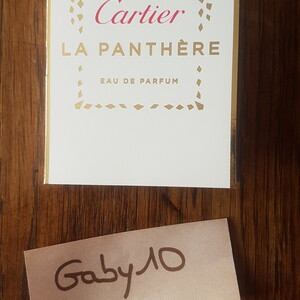 Cartier
LA PANTHÈRE
EAU DE PARFUM
Gaby10